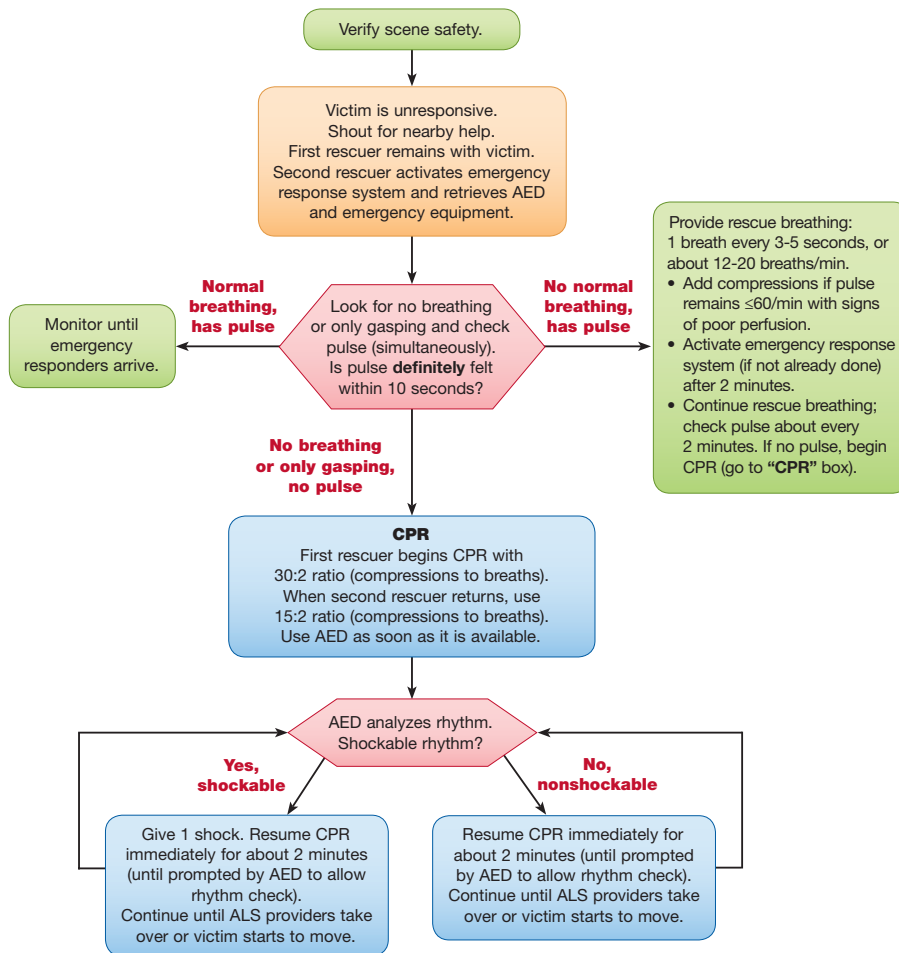 Verify scene safety.
Victim is unresponsive.
Shout for nearby help.
First rescuer remains with victim.
Second rescuer activates emergency
response system and retrieves AED
and emergency equipment.
Normal
breathing,
has pulse
Monitor until
emergency
responders arrive.
Look for no breathing
or only gasping and check
pulse (simultaneously).
Is pulse definitely felt
within 10 seconds?
No normal
breathing,
has pulse
Provide rescue breathing:
1 breath every 3-5 seconds, or
about 12-20 breaths/min.
• Add compressions if pulse
remains ≤60/min with signs
of poor perfusion.
• Activate emergency response
system (if not already done)
after 2 minutes.
• Continue rescue breathing;
check pulse about every
2 minutes. If no pulse, begin
CPR (go to “CPR” box).
No breathing
or only gasping,
no pulse
CPR
First rescuer begins CPR with
30:2 ratio (compressions to breaths).
When second rescuer returns, use
15:2 ratio (compressions to breaths).
Use AED as soon as it is available.
AED analyzes rhythm.
Shockable rhythm?
Yes,
shockable
No,
nonshockable
Give 1 shock. Resume CPR
immediately for about 2 minutes
(until prompted by AED to allow
rhythm check).
Continue until ALS providers take
over or victim starts to move.
Resume CPR immediately for
about 2 minutes (until prompted
by AED to allow rhythm check).
Continue until ALS providers take
over or victim starts to move.